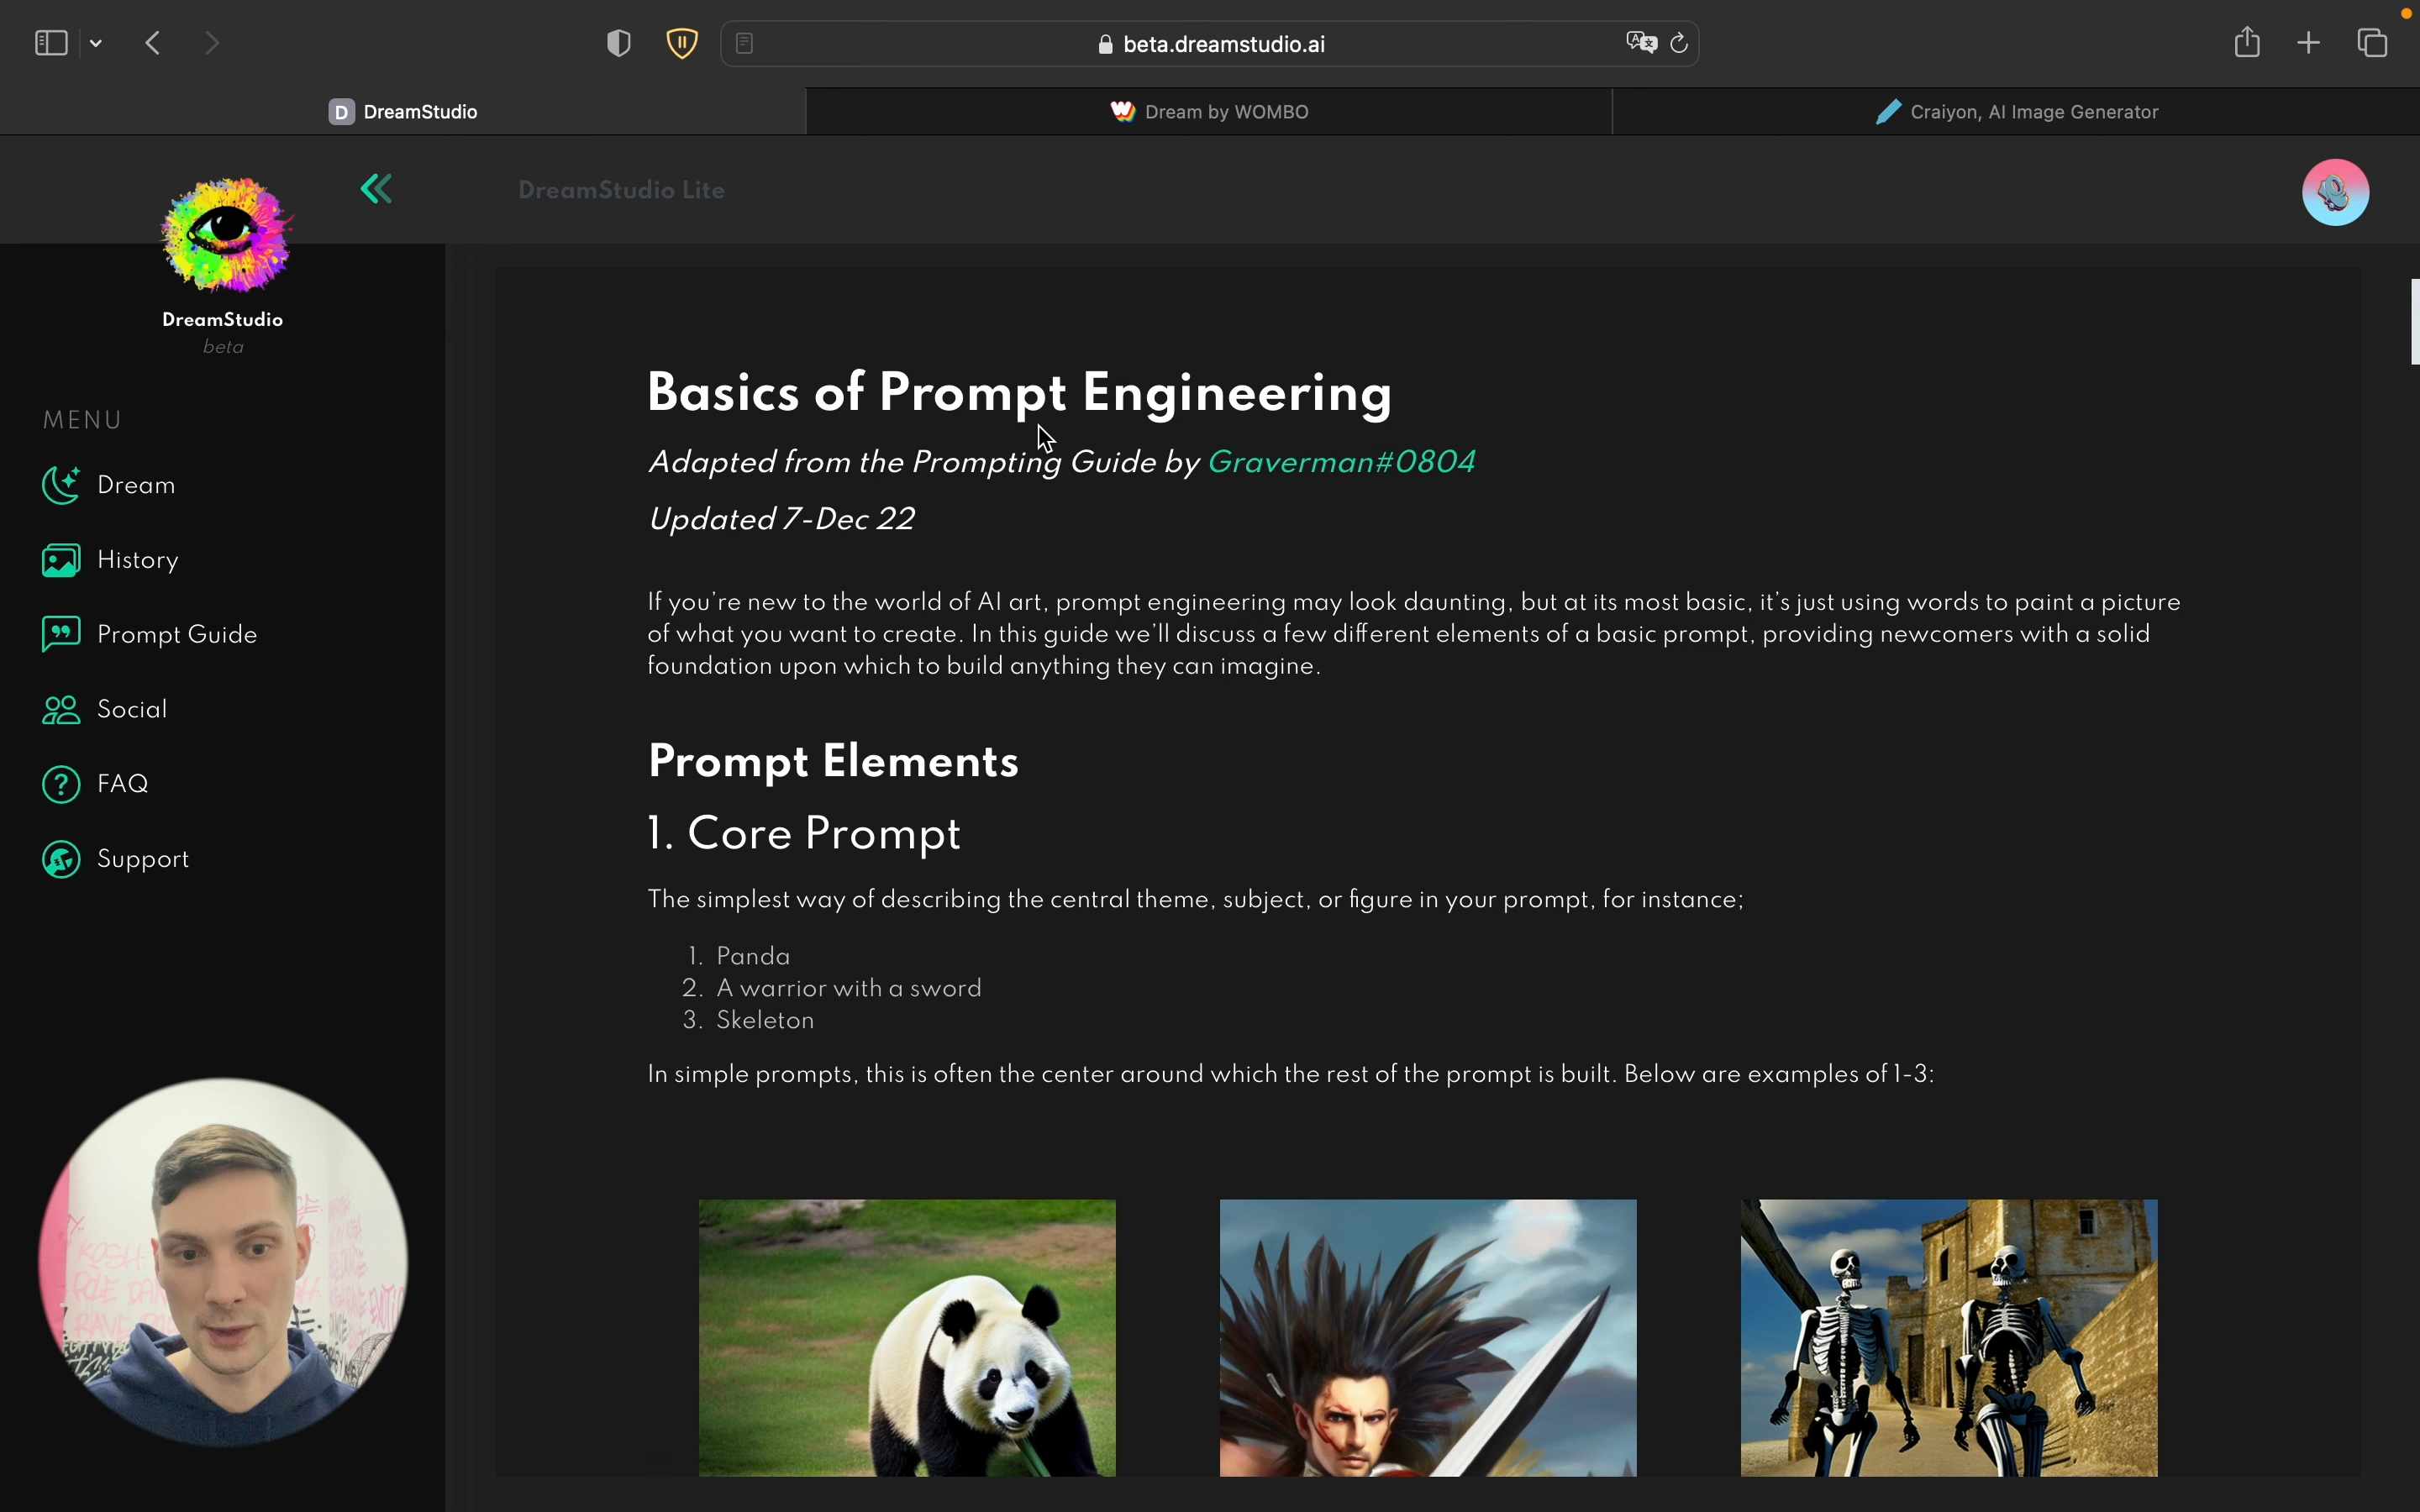 beta.dreamstudio.ai
D DreamStudio
Dream by WOMBO
Craiyon, AI Image Generator
DreamStudio Lite
DreamStudio
beta
MENU
Dream
History
Prompt Guide
Social
FAQ
Support
Basics of Prompt Engineering
Adapted from the Prompting Guide by Graverman#0804
Updated 7-Dec 22
If you're new to the world of AI art, prompt engineering may look daunting, but at its most basic, it's just using words to paint a picture
of what you want to create. In this guide we'll discuss a few different elements of a basic prompt, providing newcomers with a solid
foundation upon which to build anything they can imagine.
Prompt Elements
1. Core Prompt
The simplest way of describing the central theme, subject, or figure in your prompt, for instance;
1. Panda
2. A warrior with a sword
3. Skeleton
In simple prompts, this is often the center around which the rest of the prompt is built. Below are examples of 1-3: